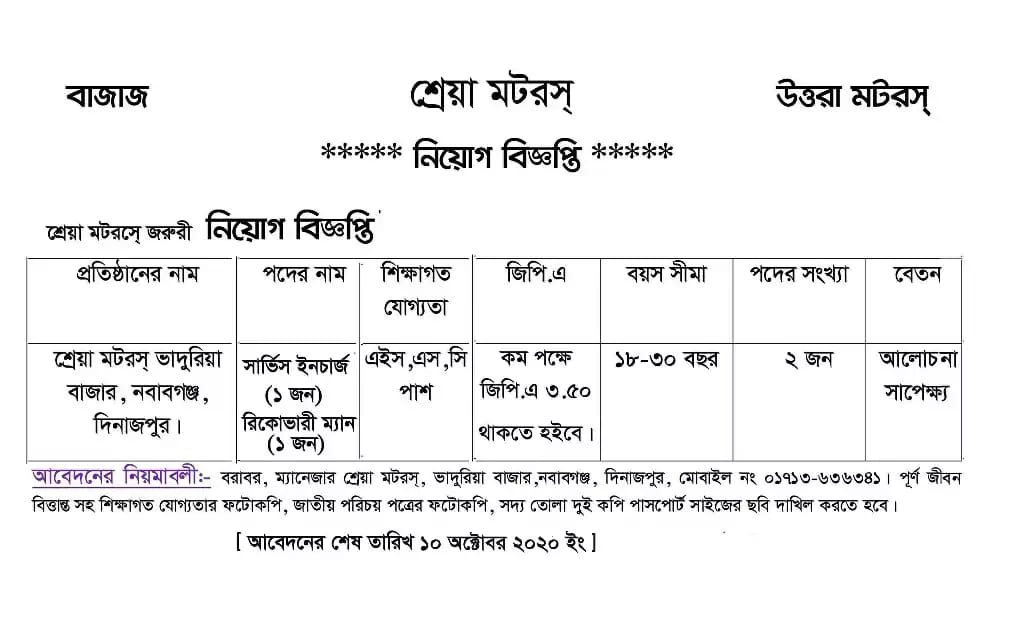 বাজাজ শ্রেয়া মটরস্ উত্তরা মটরস্
***** নিয়োগ বিজ্ঞপ্তি *****
শ্রেয়া মটরসে্ জরুরী নিয়োগ বিজ্ঞপ্তি
প্রতিষ্ঠানের নাম পদের নাম শিক্ষাগত যোগ্যতা জিপি.এ বয়স সীমা পদের সংখ্যা বেতন
শ্রেয়া মটরস্ ভাদুরিয়া বাজার, নবাবগঞ্জ, দিনাজপুর। সার্ভিস ইনচার্জ (১ জন) রিকোভারী ম্যান (১ জন) এইস,এস,সি পাশ কম পক্ষে জিপি.এ ৩.৫০ থাকতে হইবে। ১৮-৩০ বছর ২ জন আলোচনা সাপেক্ষ্য
আবেদনের নিয়মাবলী:- বরাবর, ম্যানেজার শ্রেয়া মটরস্, ভাদুরিয়া বাজার,নবাবগঞ্জ, দিনাজপুর, মোবাইল নং ০১৭১৩-৬৩৬৩৪১। পূর্ণ জীবন
বিত্তান্ত সহ শিক্ষাগত যোগ্যতার ফটোকপি, জাতীয় পরিচয় পত্রের ফটোকপি, সদ্য তোলা দুই কপি পাসপোর্ট সাইজের ছবি দাখিল করতে হবে।
[ আবেদনের শেষ তারিখ ১০ অক্টোবর ২০২০ ইং ]